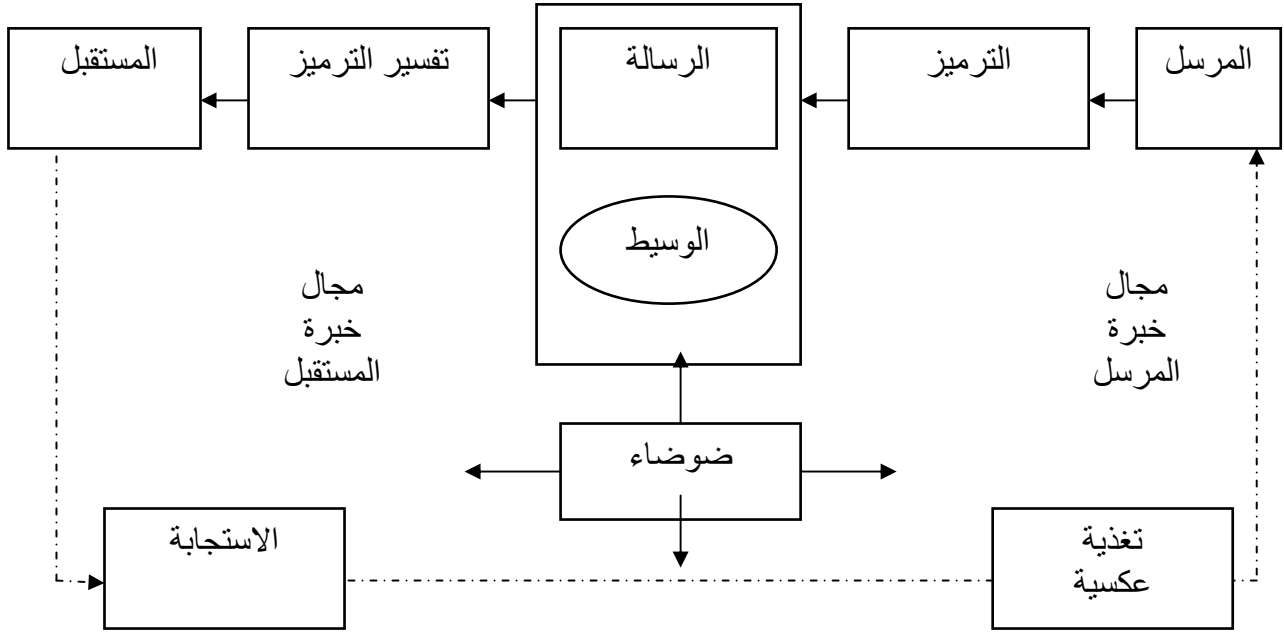 المرسل
الترميز
الرسالة
تفسير الترميز
المستقبل
الوسيط
مجال
خبرة
المرسل
مجال
خبرة
المستقبل
ضوضاء
تغذية
عكسية
الاستجابة